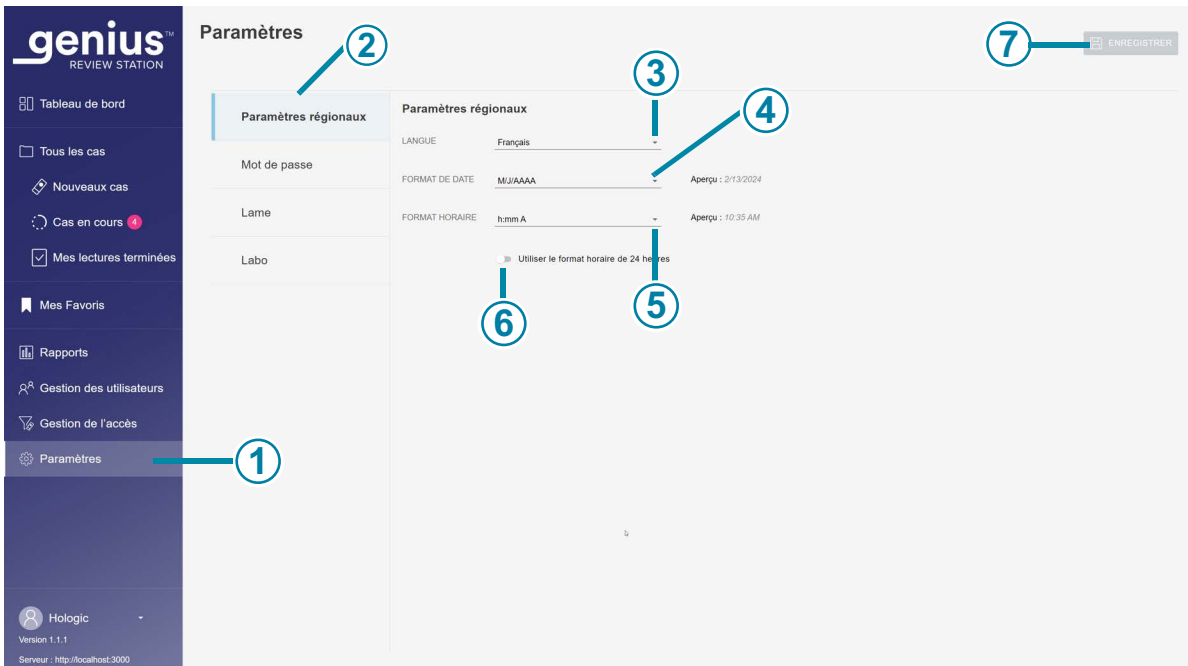 genius™
REVIEW STATION
Tableau de bord
Tous les cas
Nouveaux cas
Cas en cours 4
Mes lectures terminées
Mes Favoris
Rapports
Gestion des utilisateurs
Gestion de l'accès
Paramètres
Hologic
Version 1.1.1
Serveur : http://localhost:3000
1
Paramètres
2
7
ENREGISTRER
Paramètres régionaux
Mot de passe
Lame
Labo
Paramètres régionaux
3
4
LANGUE Français
FORMAT DE DATE M/J/AAAA Aperçu : 2/13/2024
FORMAT HORAIRE h:mm A Aperçu : 10:35 AM
Utiliser le format horaire de 24 heures
6
5